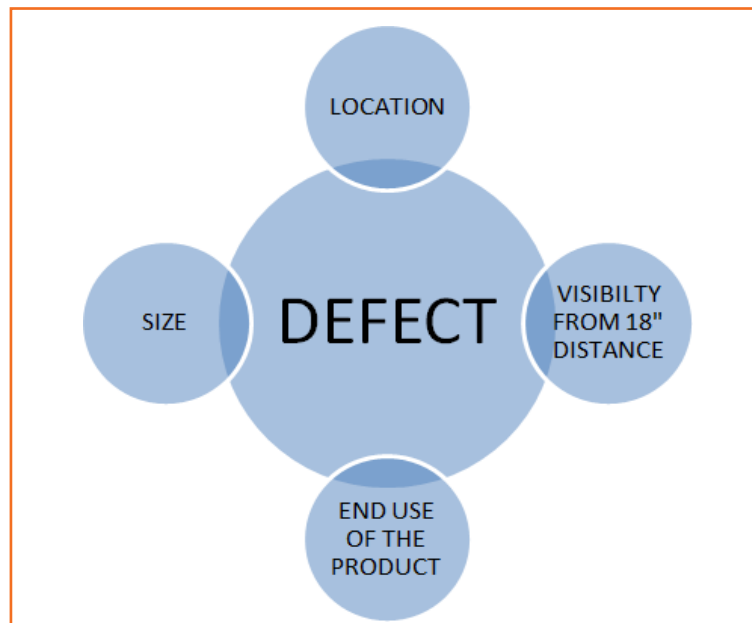 LOCATION
SIZE
DEFECT
VISIBILTY
FROM 18"
DISTANCE
END USE
OF THE
PRODUCT